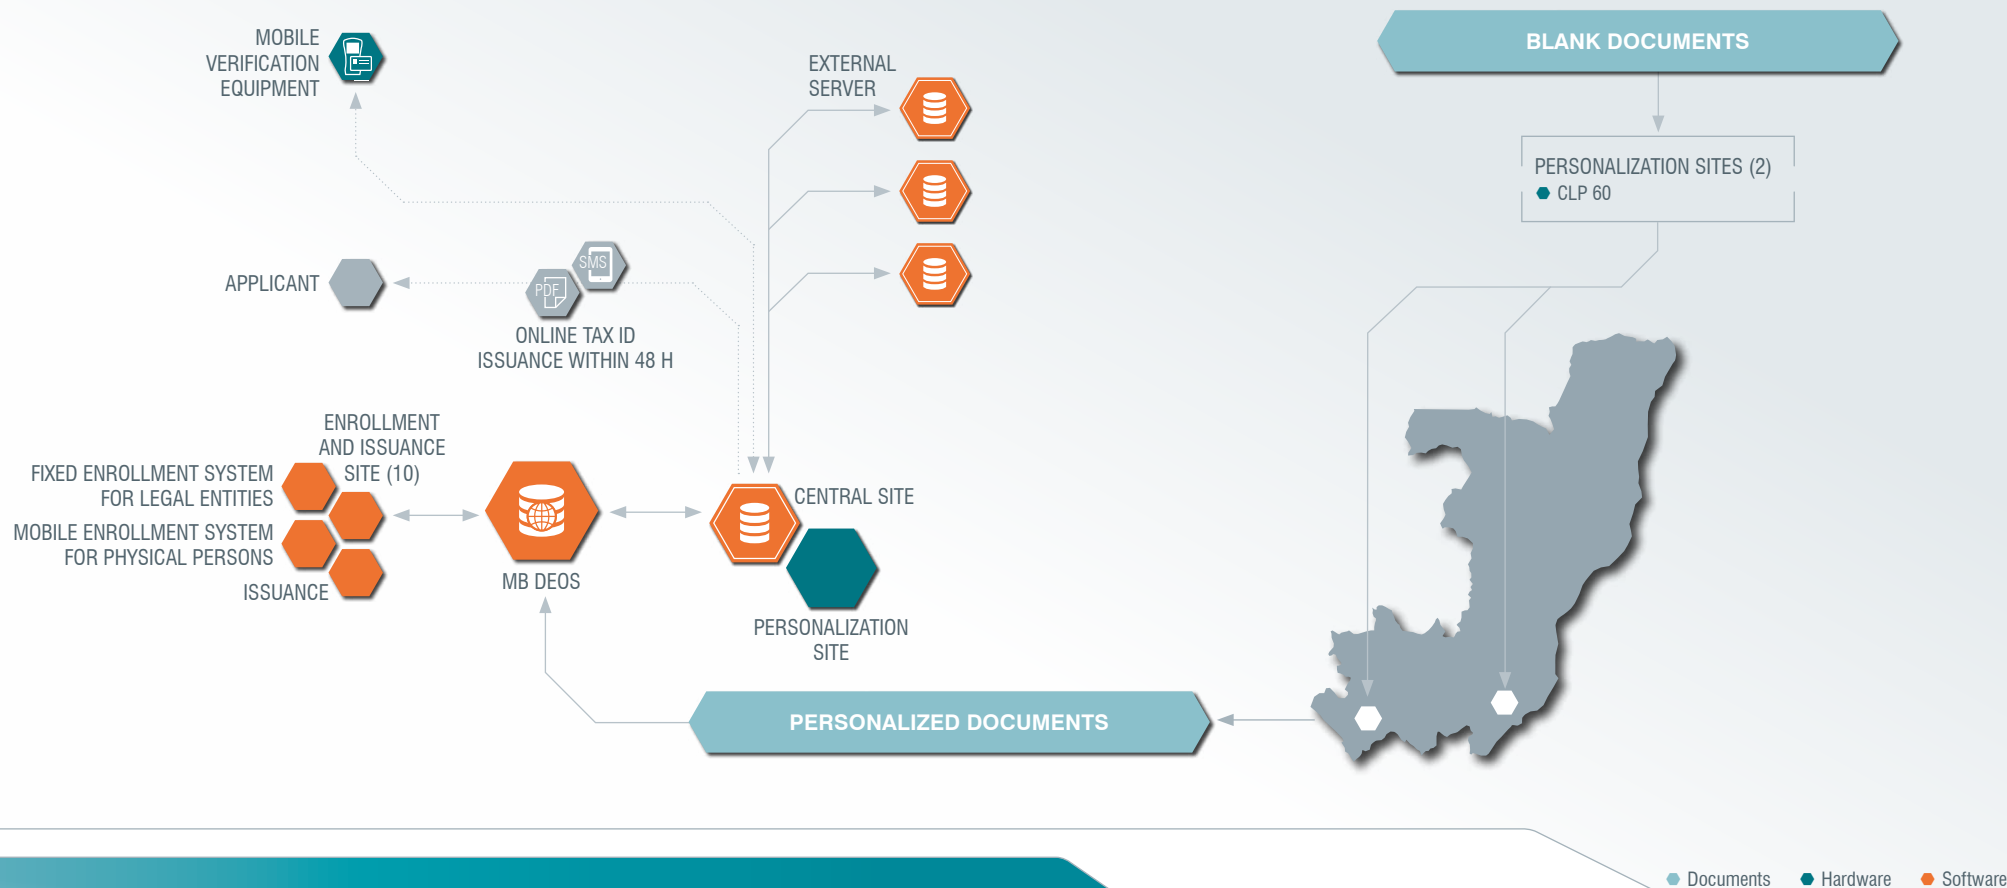 MOBILE
VERIFICATION
EQUIPMENT
EXTERNAL
SERVER
BLANK DOCUMENTS
PERSONALIZATION SITES (2)
CLP 60
APPLICANT
SMS
PDF
ONLINE TAX ID
ISSUANCE WITHIN 48 H
ENROLLMENT
AND ISSUANCE
SITE (10)
FIXED ENROLLMENT SYSTEM
FOR LEGAL ENTITIES
MOBILE ENROLLMENT SYSTEM
FOR PHYSICAL PERSONS
ISSUANCE
MB DEOS
CENTRAL SITE
PERSONALIZATION
SITE
PERSONALIZED DOCUMENTS
Documents
Hardware
Software